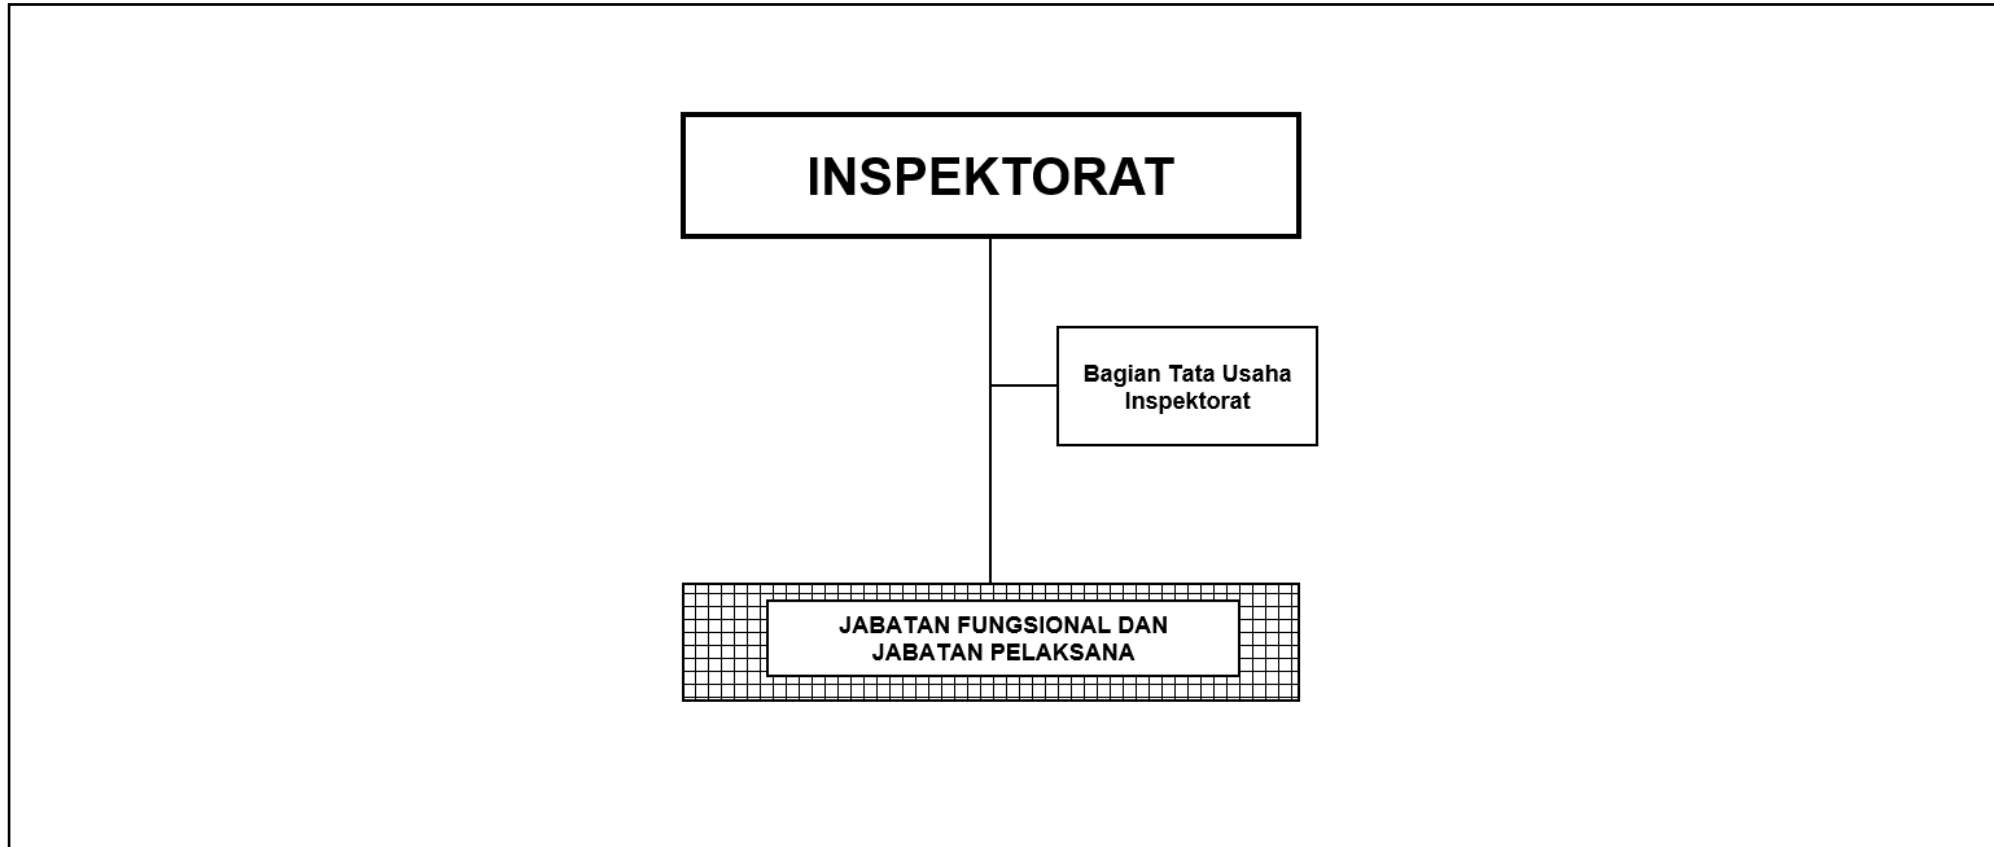 INSPEKTORAT
Bagian Tata Usaha
Inspektorat
JABATAN FUNGSIONAL DAN
JABATAN PELAKSANA